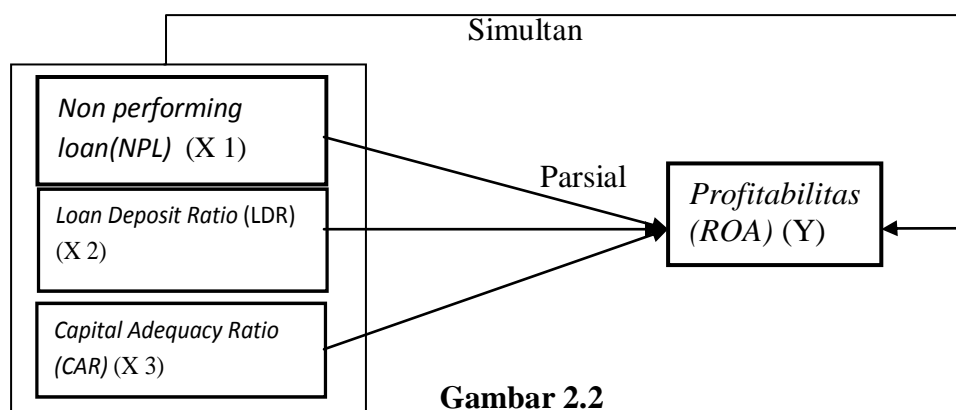 Simultan
Non performing
loan(NPL) (X 1)
Loan Deposit Ratio (LDR)
(X 2)
Capital Adequacy Ratio
(CAR) (X 3)
Parsial
Profitabilitas
(ROA) (Y)
Gambar 2.2